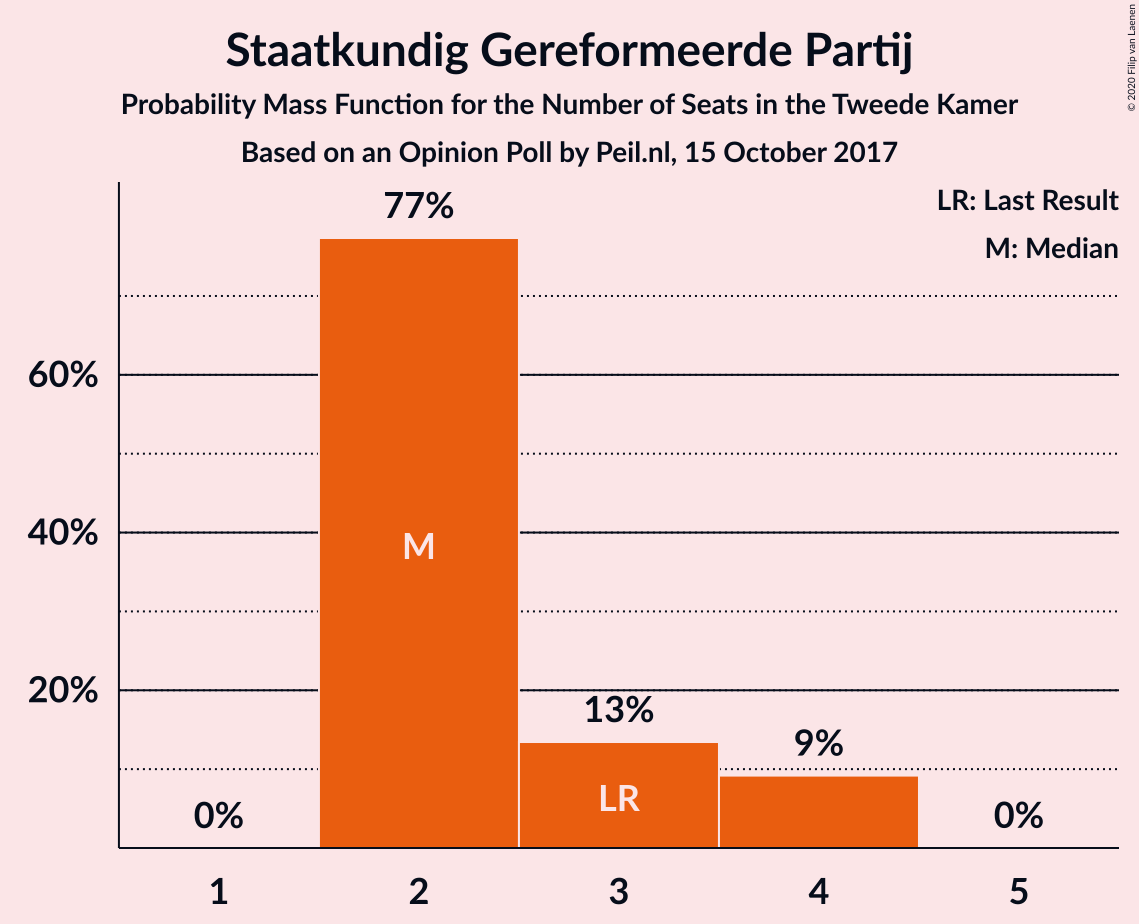 Staatkundig Gereformeerde Partij
Probability Mass Function for the Number of Seats in the Tweede Kamer
Based on an Opinion Poll by Peil.nl, 15 October 2017
© 2020 Filip van Laenen
LR: Last Result
M: Median
77%
60%
40%
M
20%
13%
9%
LR
0%
0%
1 2 3 4 5